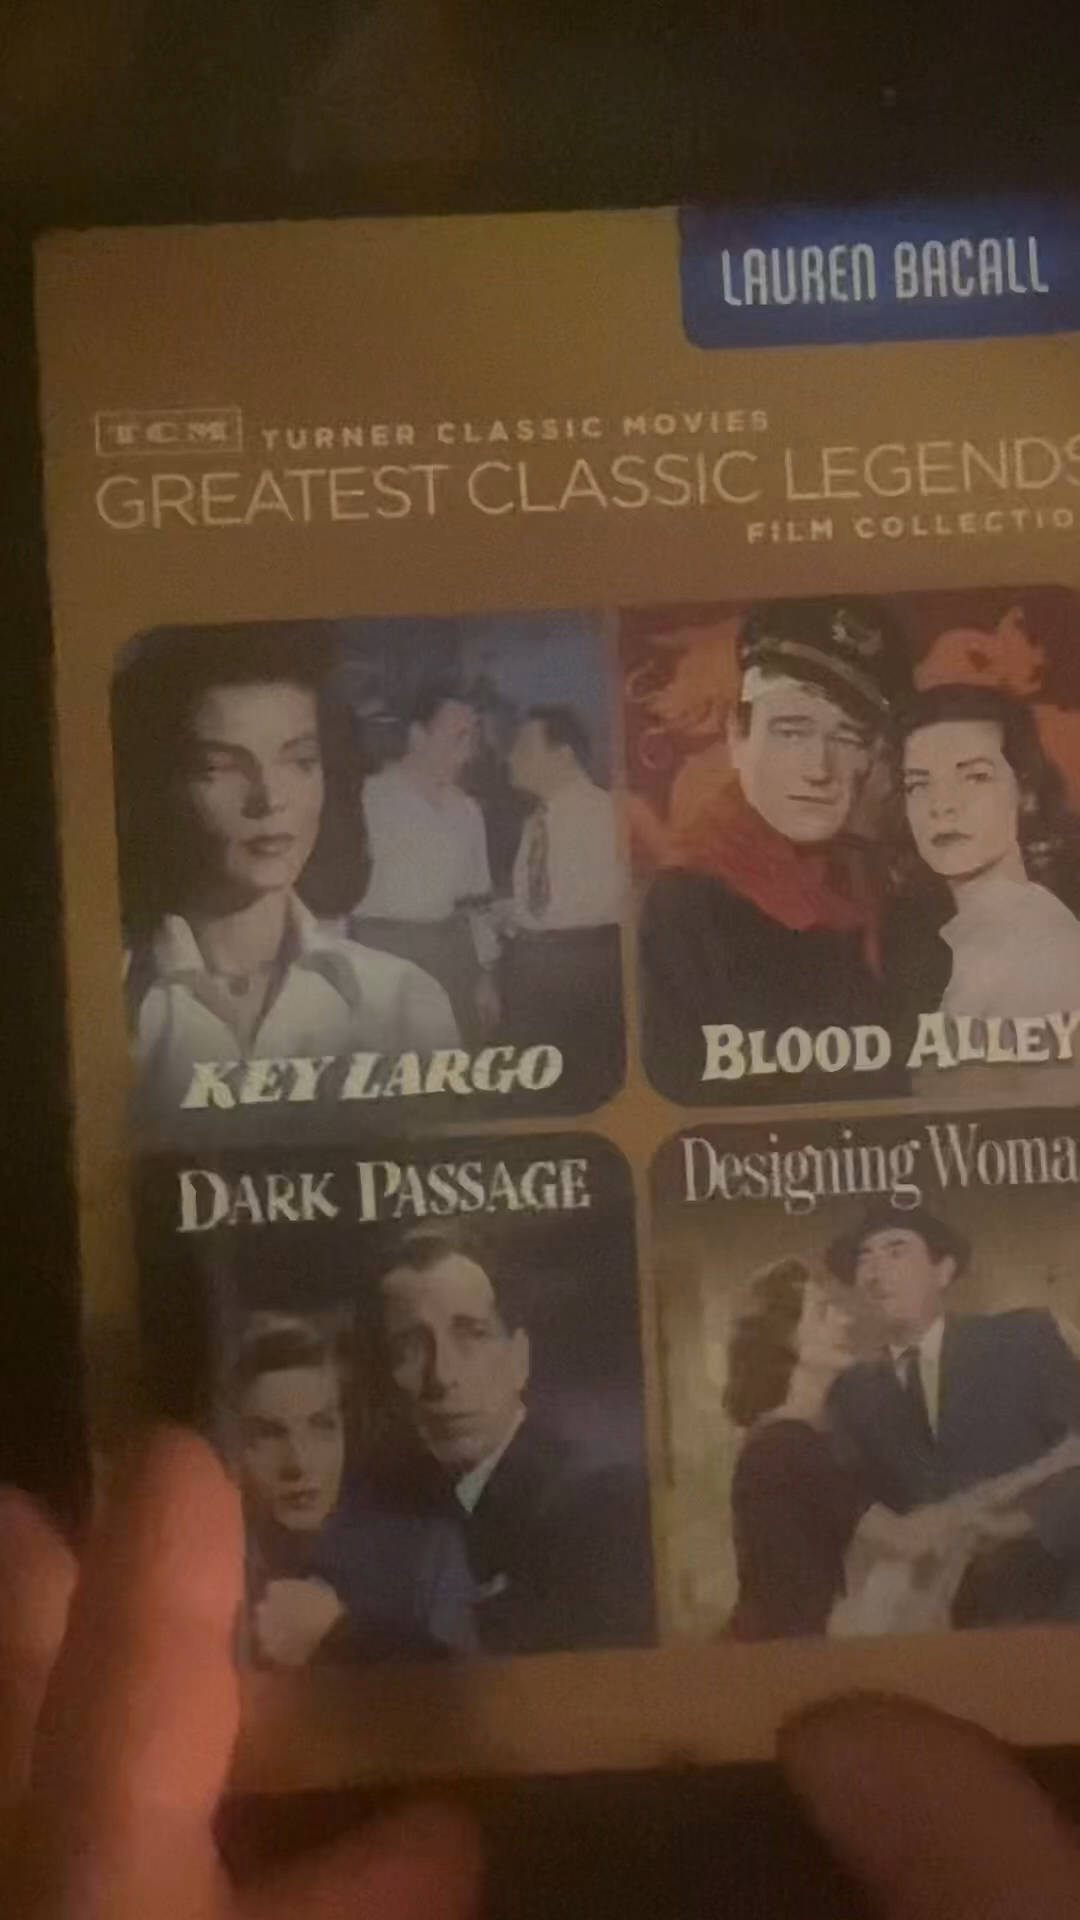 LAUREN BACALL
TCM TURNER CLASSIC MOVIES
GREATEST CLASSIC LEGENDS
FILM COLLECTIO
KEY LARGO
BLOOD ALLEY
DARK PASSAGE
Designing Woma